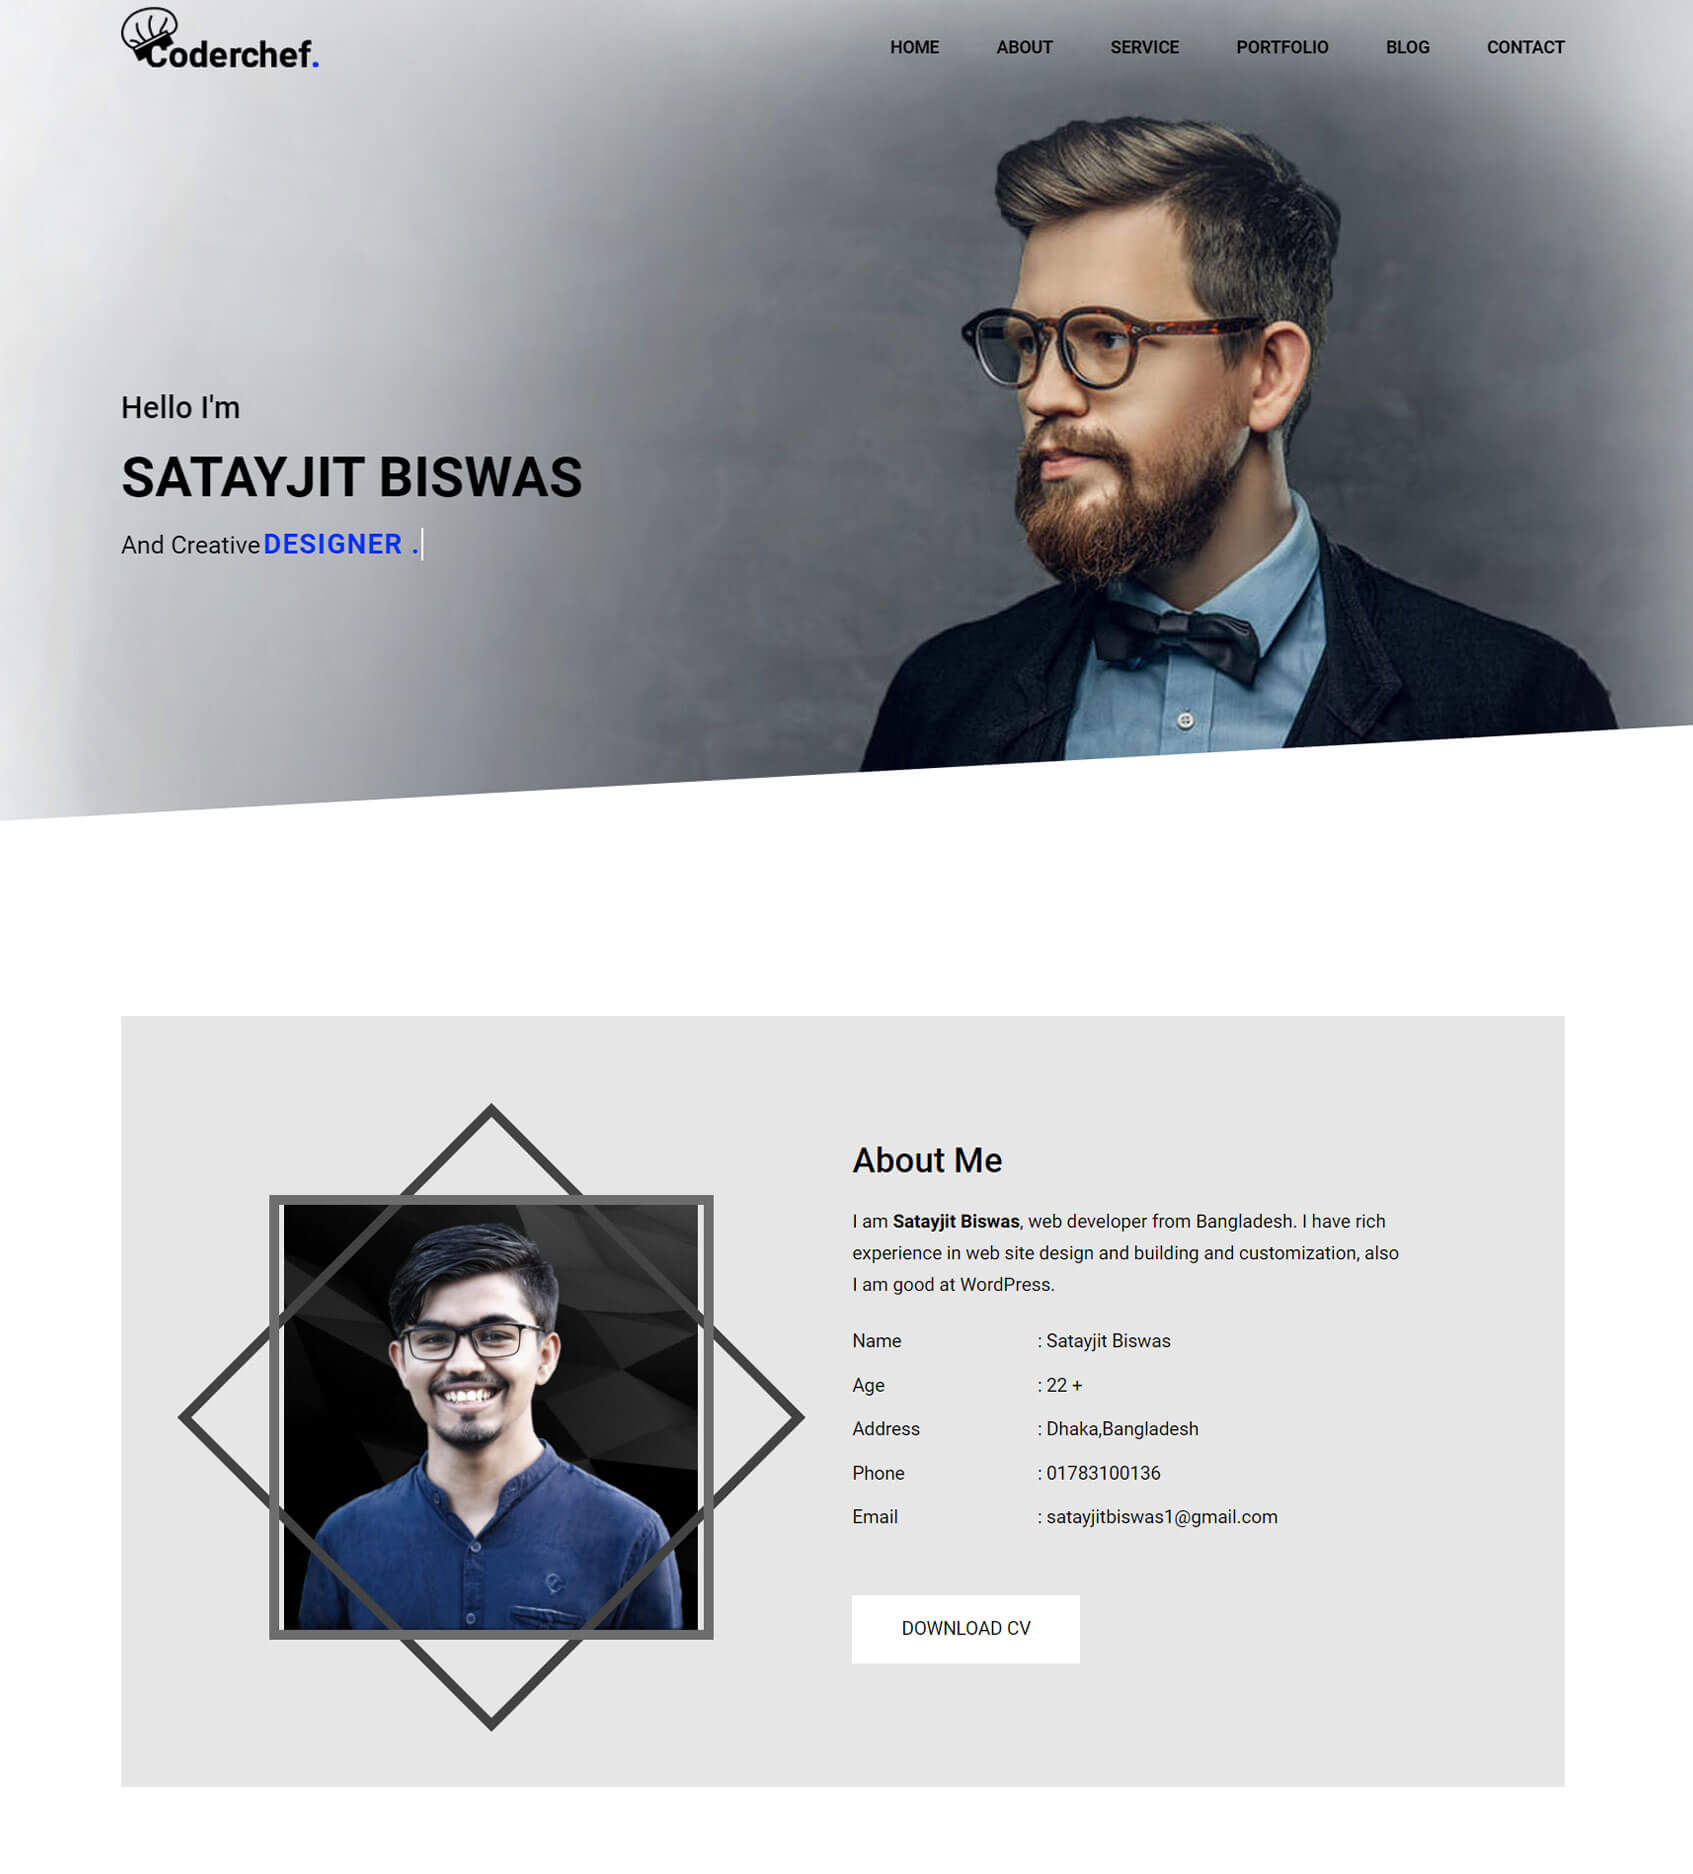 Coderchef.
HOME ABOUT SERVICE PORTFOLIO BLOG CONTACT
Hello I'm
SATAYJIT BISWAS
And Creative DESIGNER .
About Me
I am Satayjit Biswas, web developer from Bangladesh. I have rich
experience in web site design and building and customization, also
I am good at WordPress.
Name : Satayjit Biswas
Age : 22 +
Address : Dhaka,Bangladesh
Phone : 01783100136
Email : satayjitbiswas1@gmail.com
DOWNLOAD CV